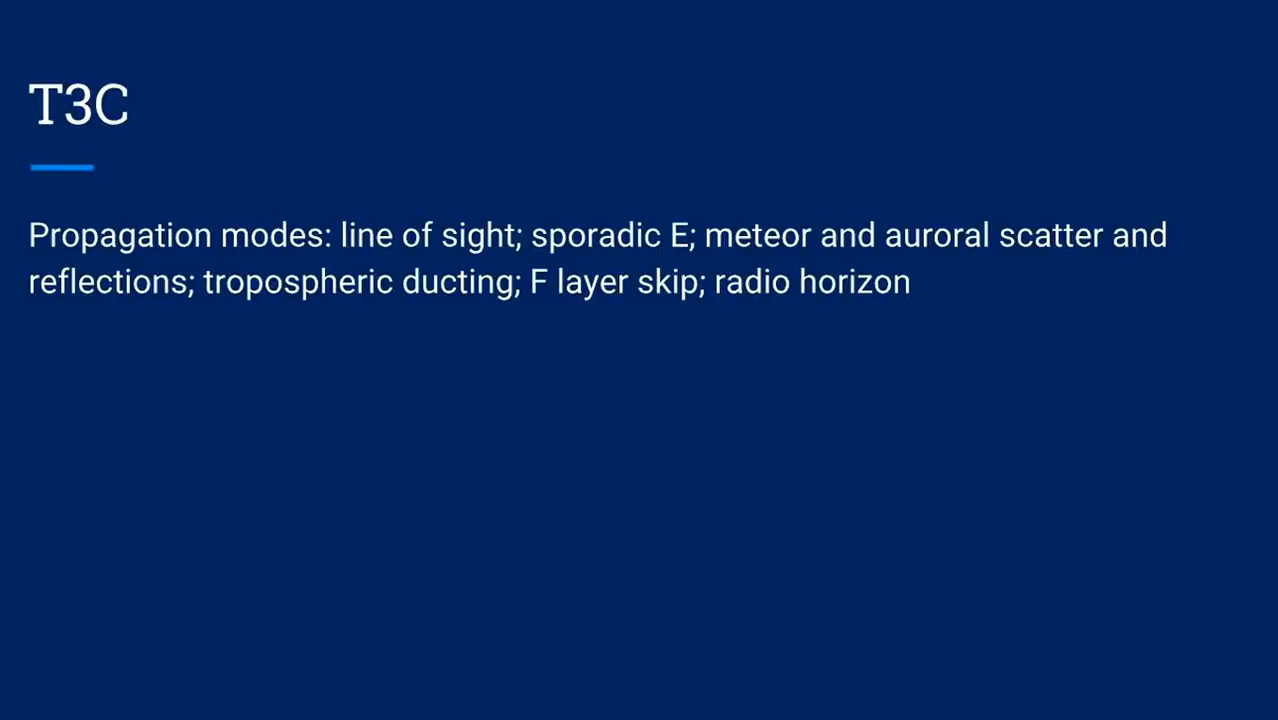 T3C
Propagation modes: line of sight; sporadic E; meteor and auroral scatter and
reflections; tropospheric ducting; F layer skip; radio horizon